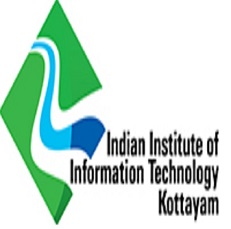 Indian Institute of
Information Technology
Kottayam